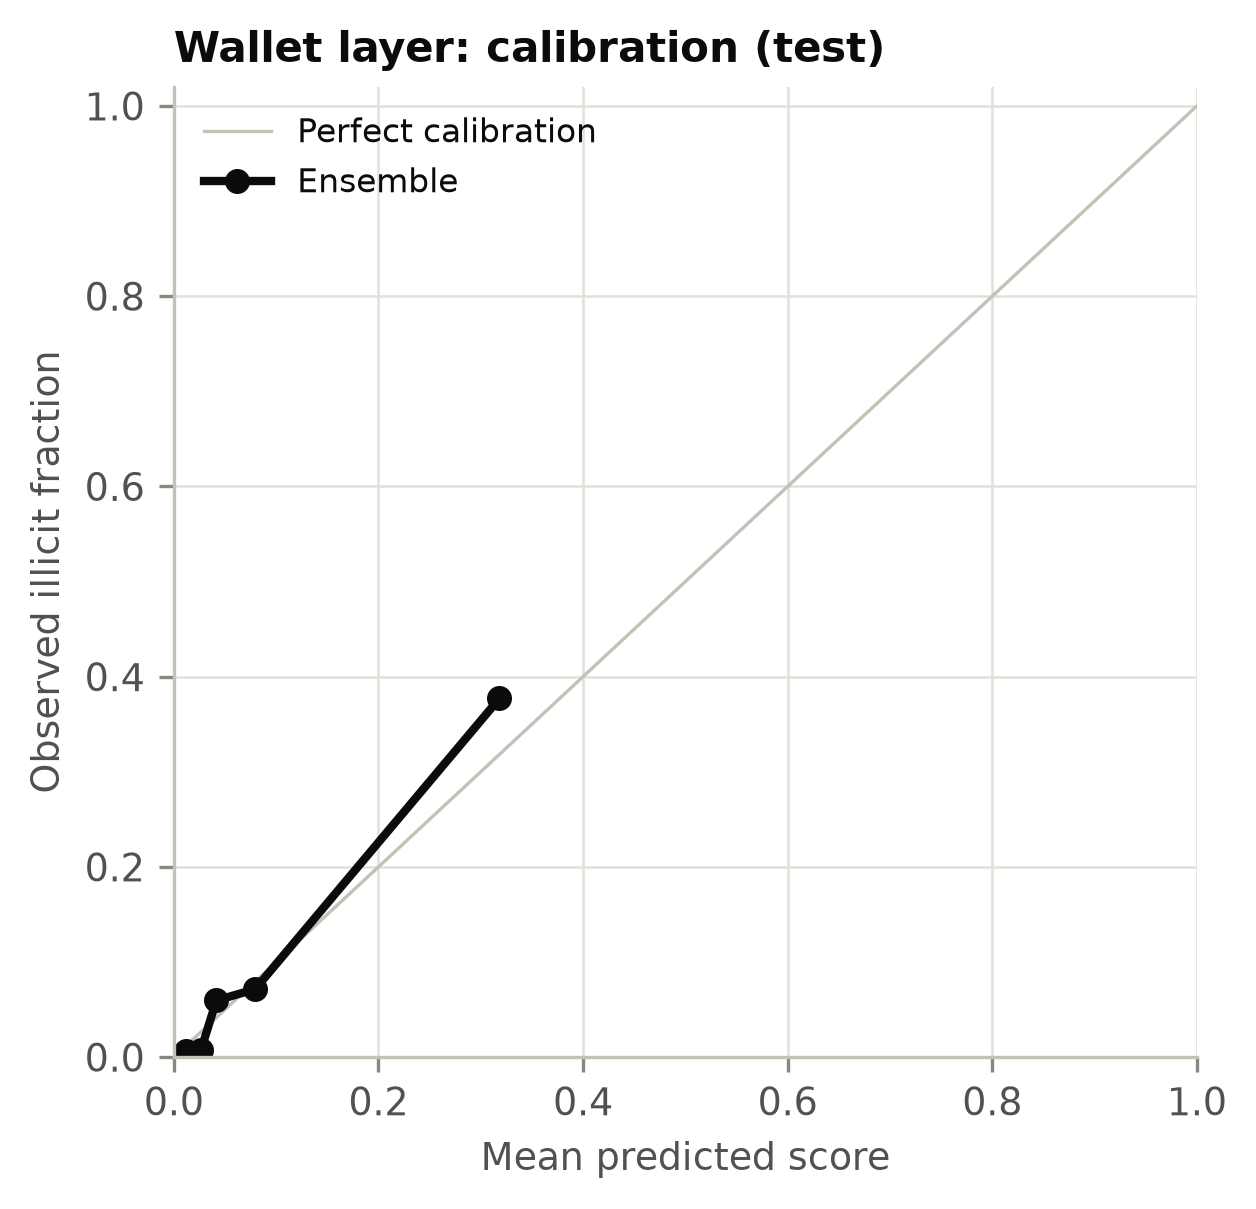 Wallet layer: calibration (test)
Perfect calibration
Ensemble
1.0
0.8
0.6
0.4
0.2
0.0
Observed illicit fraction
0.0 0.2 0.4 0.6 0.8 1.0
Mean predicted score